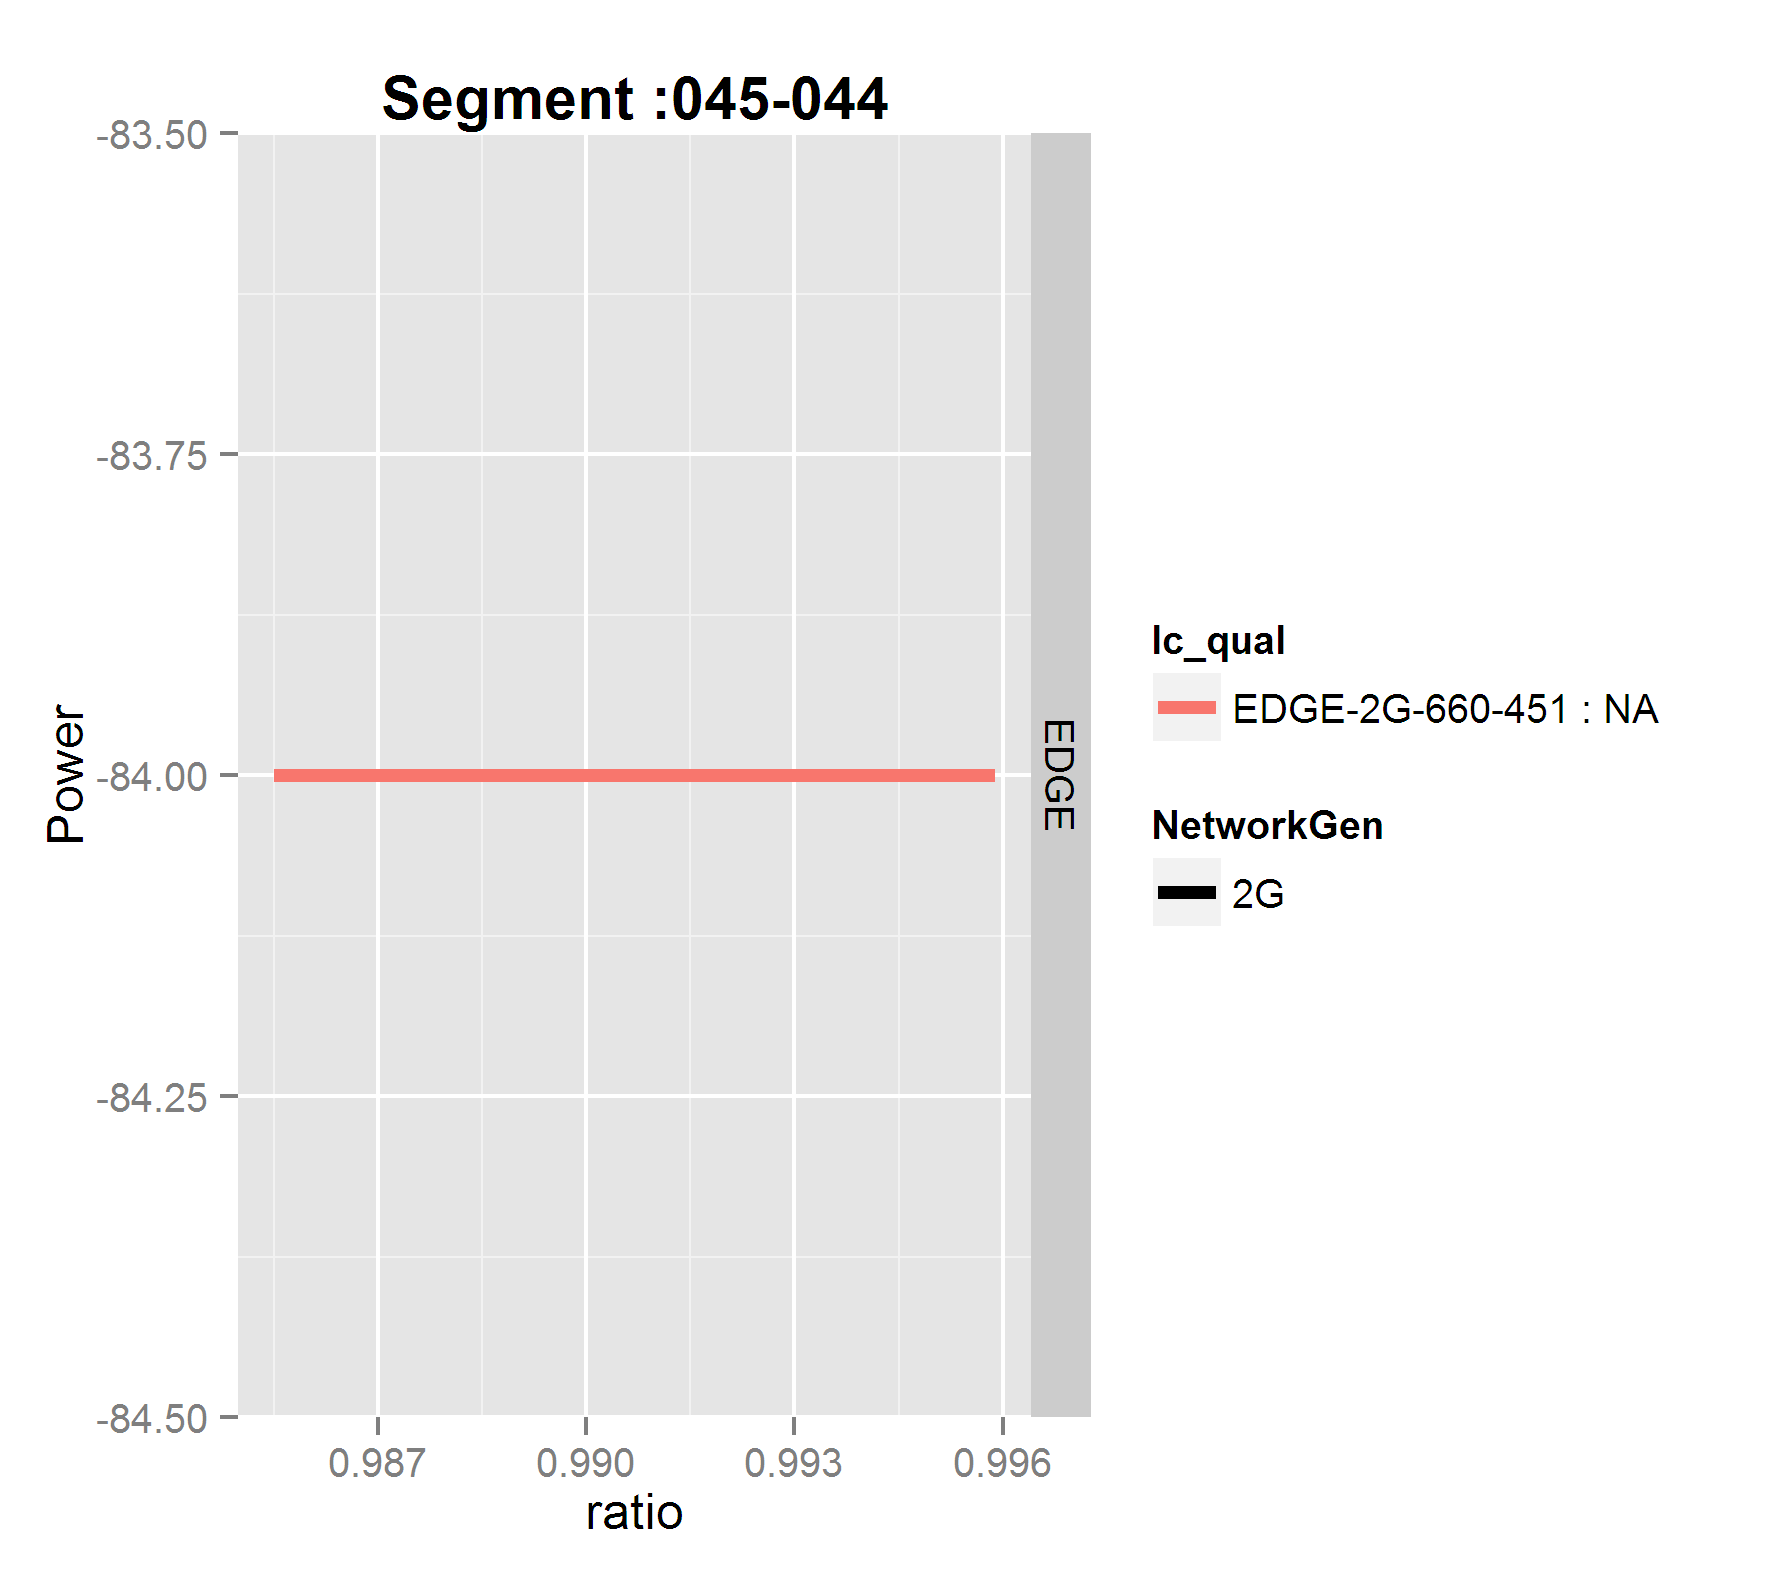 Segment :045-044
-83.50
-83.75
-84.00
-84.25
-84.50
Power
0.987 0.990 0.993 0.996
ratio
EDGE
lc_qual
EDGE-2G-660-451 : NA
NetworkGen
2G